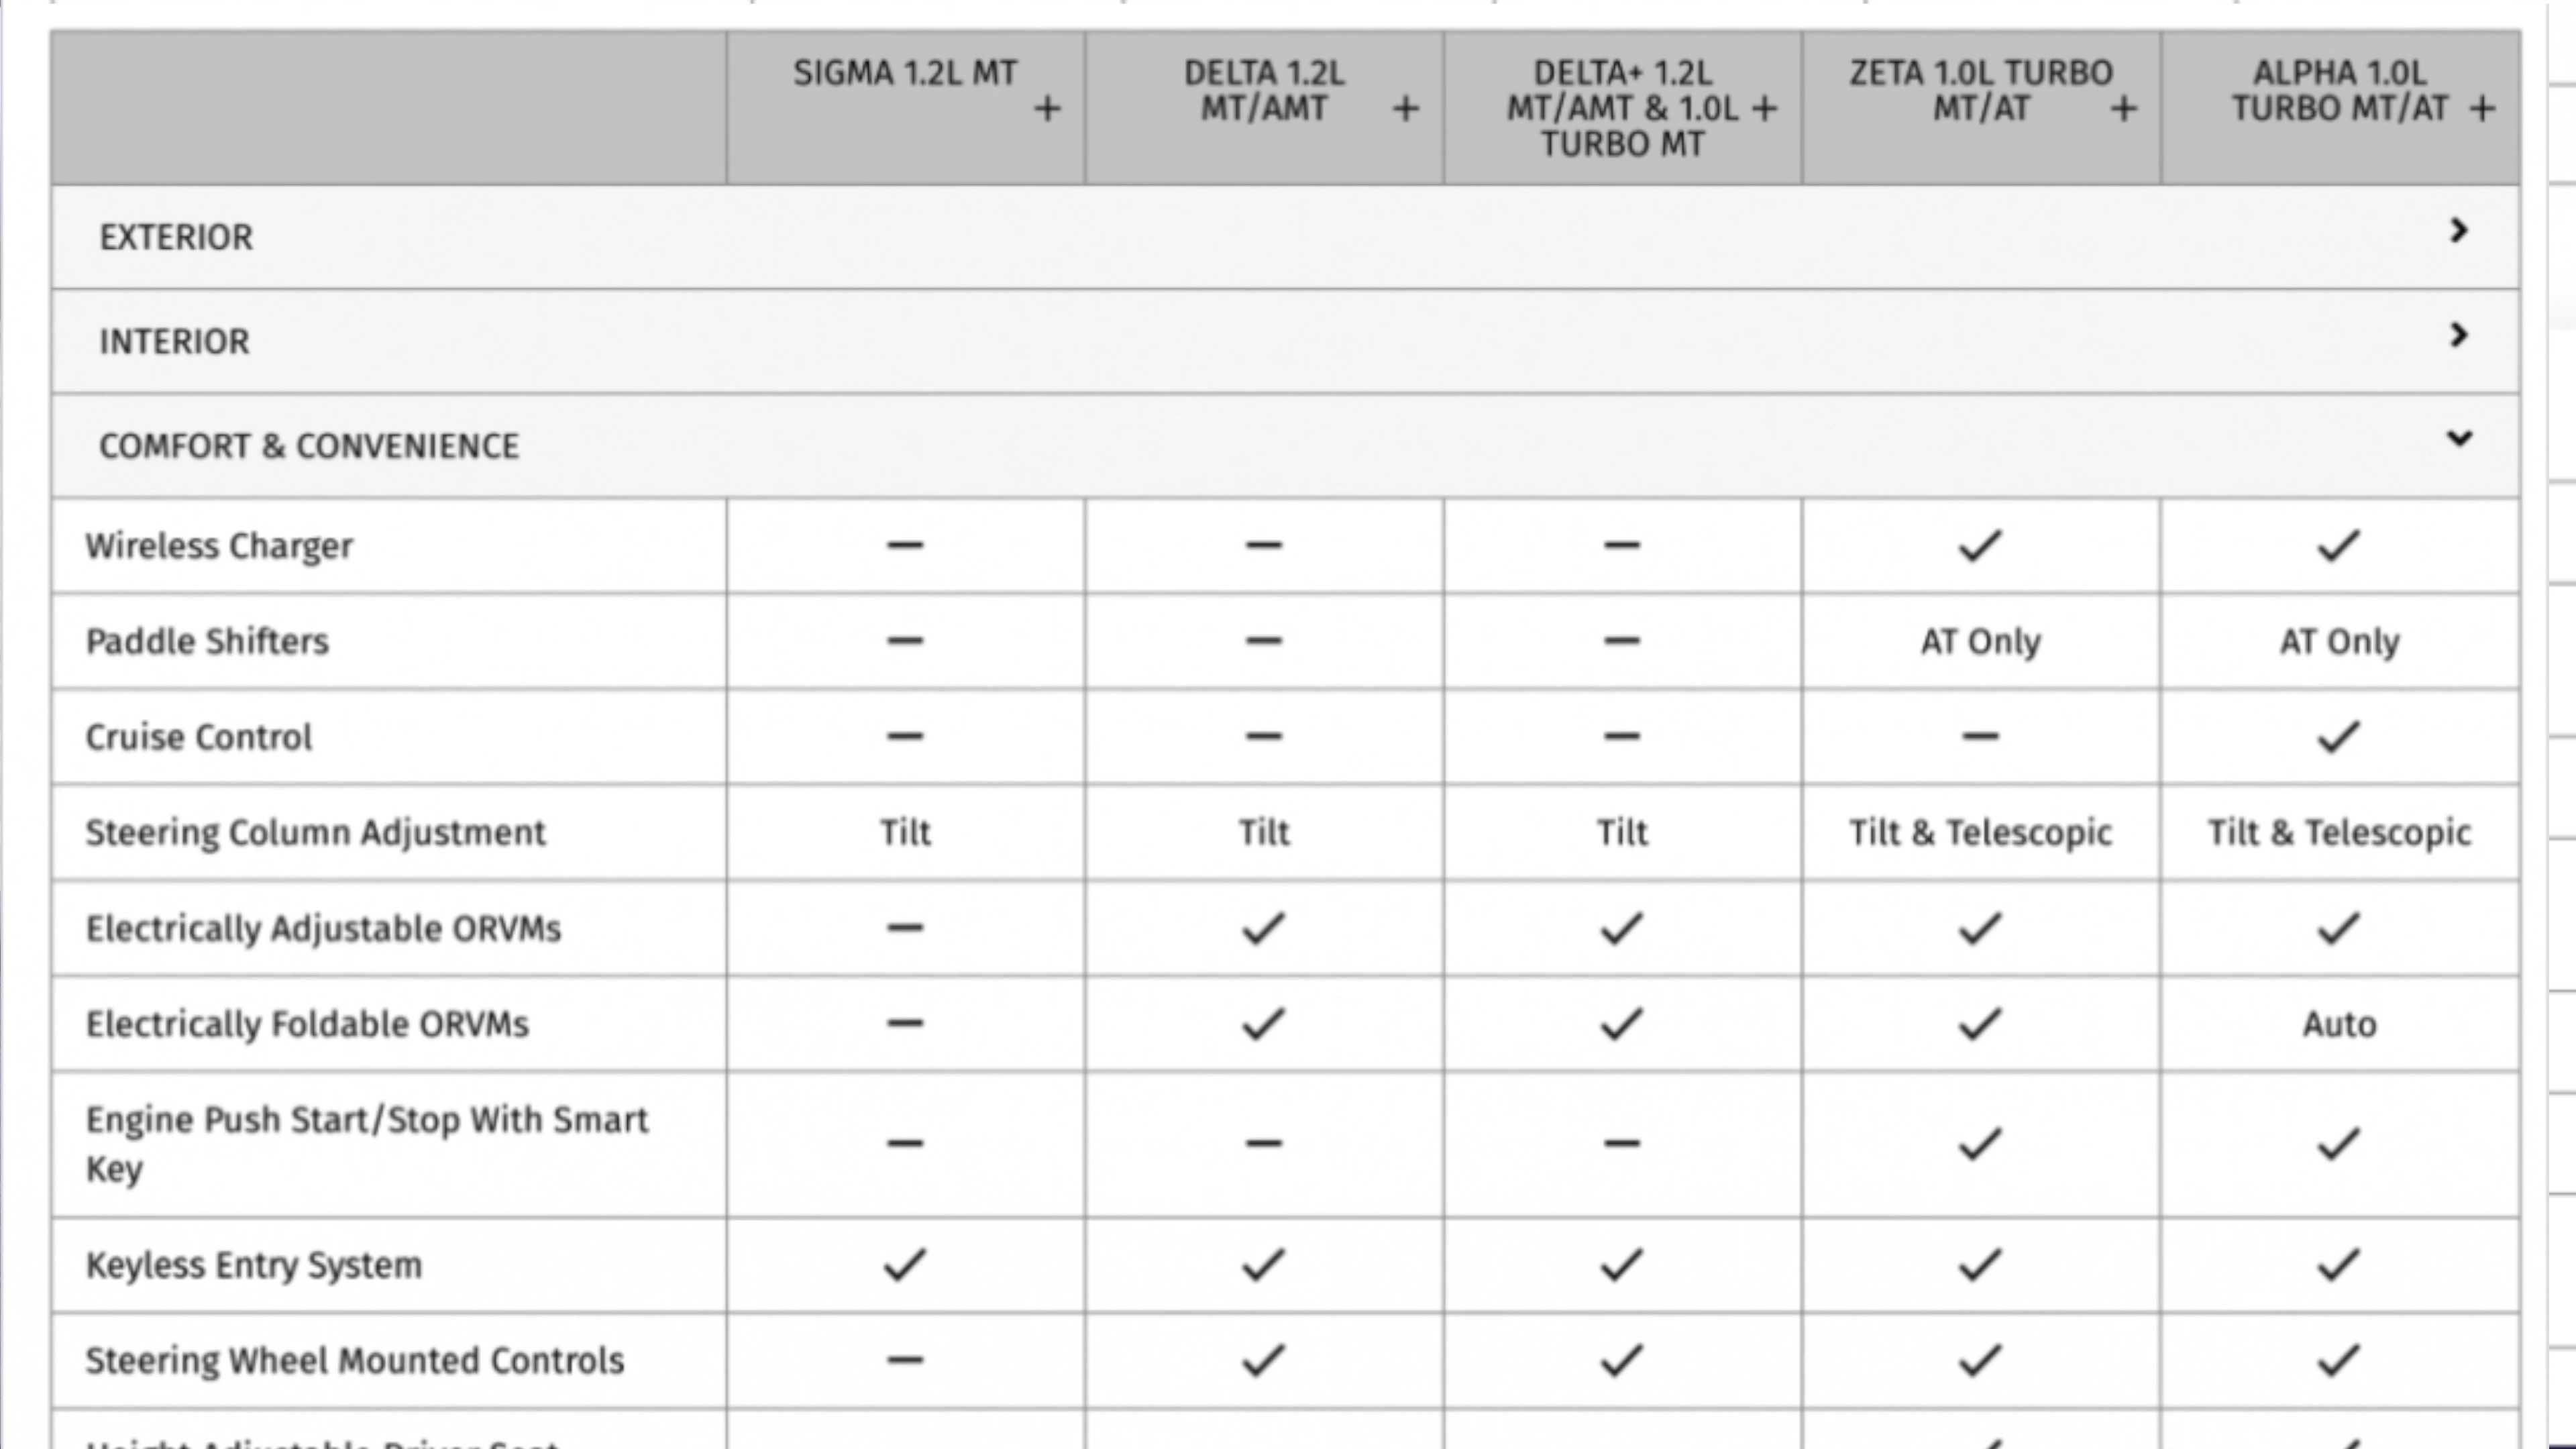 SIGMA 1.2L MT +
DELTA 1.2L
MT/AMT +
DELTA+ 1.2L
MT/AMT & 1.0L +
TURBO MT
ZETA 1.0L TURBO
MT/AT +
ALPHA 1.0L
TURBO MT/AT +
EXTERIOR
INTERIOR
COMFORT & CONVENIENCE
Wireless Charger — — — ✓ ✓
Paddle Shifters — — — AT Only AT Only
Cruise Control — — — — ✓
Steering Column Adjustment Tilt Tilt Tilt Tilt & Telescopic Tilt & Telescopic
Electrically Adjustable ORVMs — ✓ ✓ ✓ ✓
Electrically Foldable ORVMs — ✓ ✓ ✓ Auto
Engine Push Start/Stop With Smart
Key — — — ✓ ✓
Keyless Entry System ✓ ✓ ✓ ✓ ✓
Steering Wheel Mounted Controls — ✓ ✓ ✓ ✓